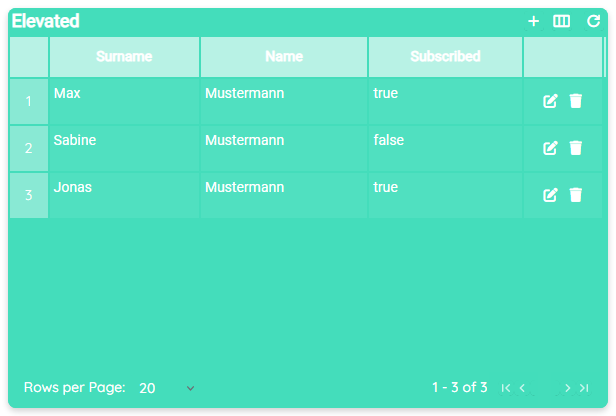 Elevated
Surname Name Subscribed
1 Max Mustermann true
2 Sabine Mustermann false
3 Jonas Mustermann true
Rows per Page: 20 1 - 3 of 3